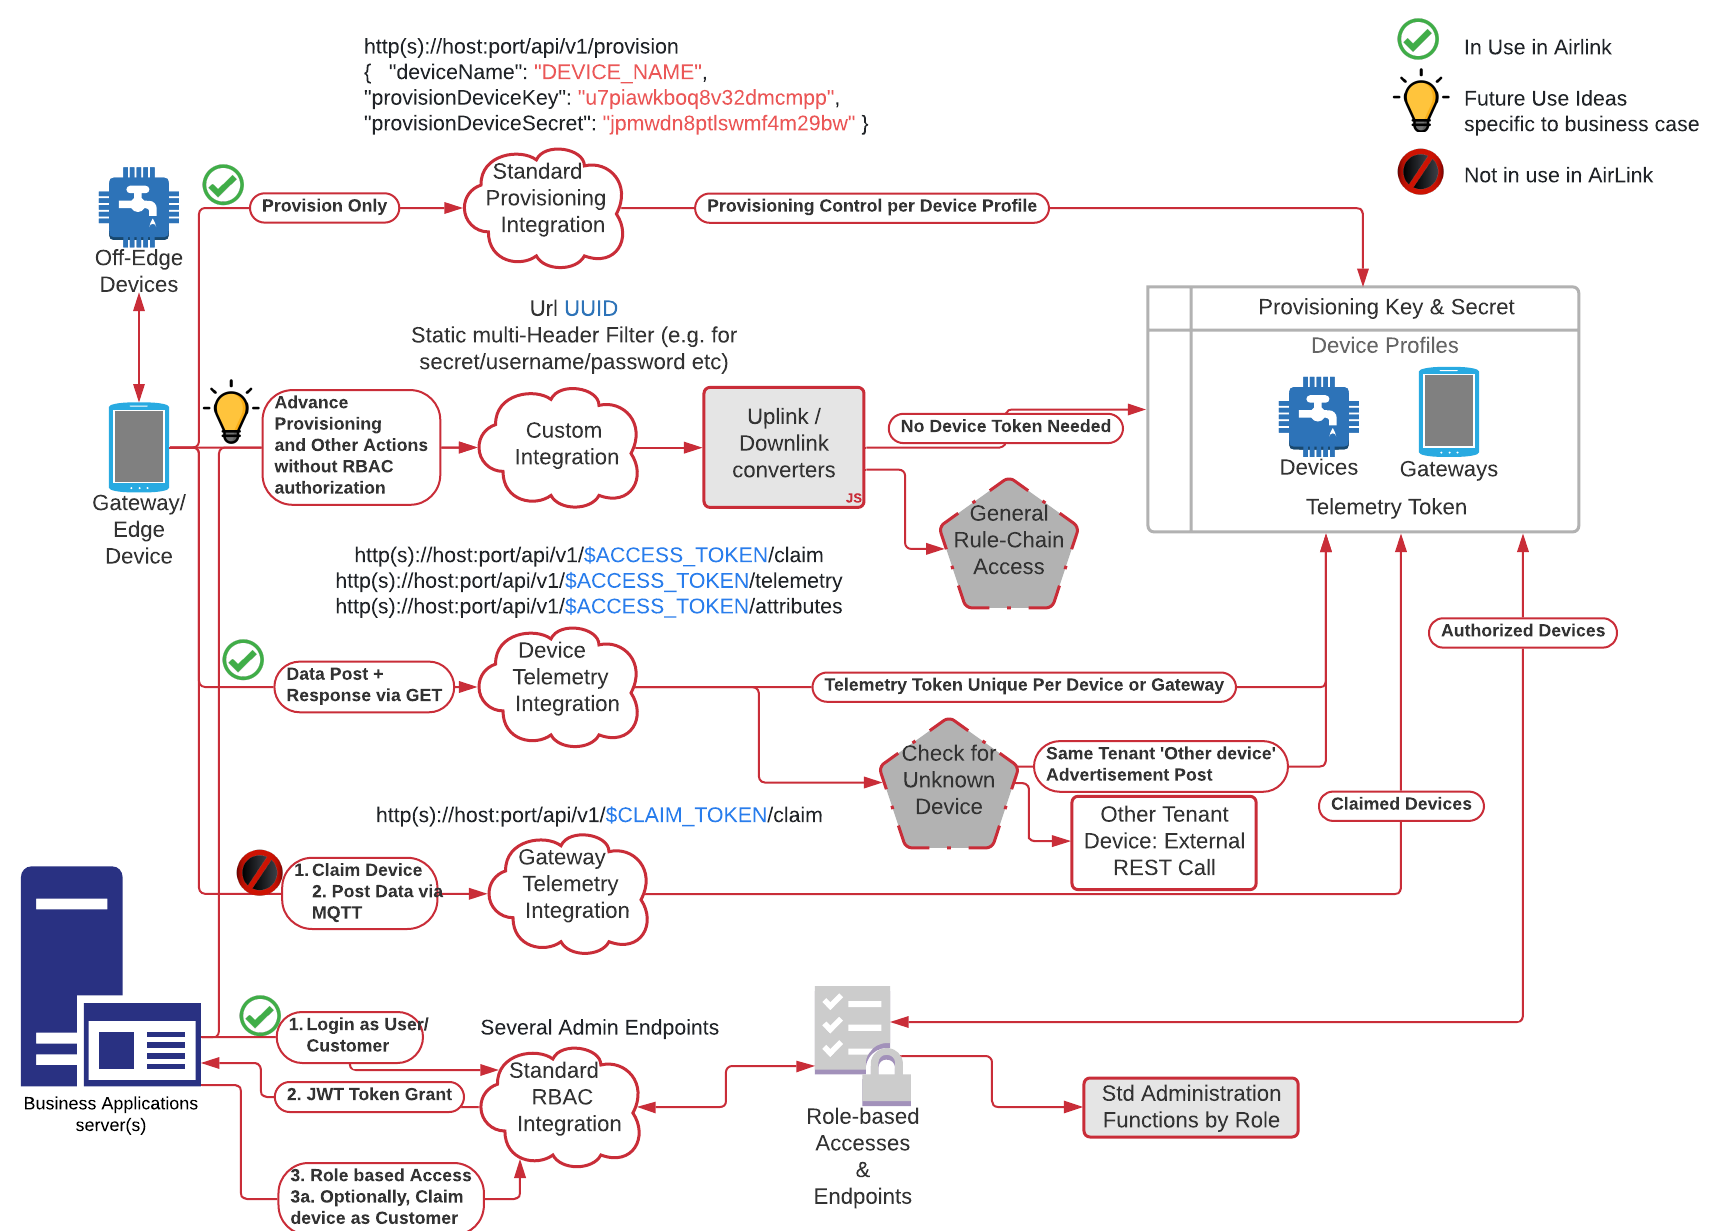 http(s)://host:port/api/v1/provision
{   "deviceName": "DEVICE_NAME",
"provisionDeviceKey": "u7piawkboq8v32dmcmpp",
"provisionDeviceSecret": "jpmwdn8ptlswmf4m29bw" }
In Use in Airlink
Future Use Ideas
specific to business case
Not in use in AirLink
Off-Edge
Devices
Provision Only
Standard
Provisioning
Integration
Provisioning Control per Device Profile
Url UUID
Static multi-Header Filter (e.g. for
secret/username/password etc)
Provisioning Key & Secret
Device Profiles
Devices
Gateways
Telemetry Token
Gateway/
Edge
Device
Advance
Provisioning
and Other Actions
without RBAC
authorization
Custom
Integration
Uplink /
Downlink
converters
JS
No Device Token Needed
General
Rule-Chain
Access
http(s)://host:port/api/v1/$ACCESS_TOKEN/claim
http(s)://host:port/api/v1/$ACCESS_TOKEN/telemetry
http(s)://host:port/api/v1/$ACCESS_TOKEN/attributes
Authorized Devices
Data Post +
Response via GET
Device
Telemetry
Integration
Telemetry Token Unique Per Device or Gateway
Check for
Unknown
Device
Same Tenant 'Other device'
Advertisement Post
Other Tenant
Device: External
REST Call
Claimed Devices
http(s)://host:port/api/v1/$CLAIM_TOKEN/claim
1. Claim Device
2. Post Data via
MQTT
Gateway
Telemetry
Integration
Business Applications
server(s)
1. Login as User/
Customer
Several Admin Endpoints
2. JWT Token Grant
Standard
RBAC
Integration
3. Role based Access
3a. Optionally, Claim
device as Customer
Role-based
Accesses
&
Endpoints
Std Administration
Functions by Role